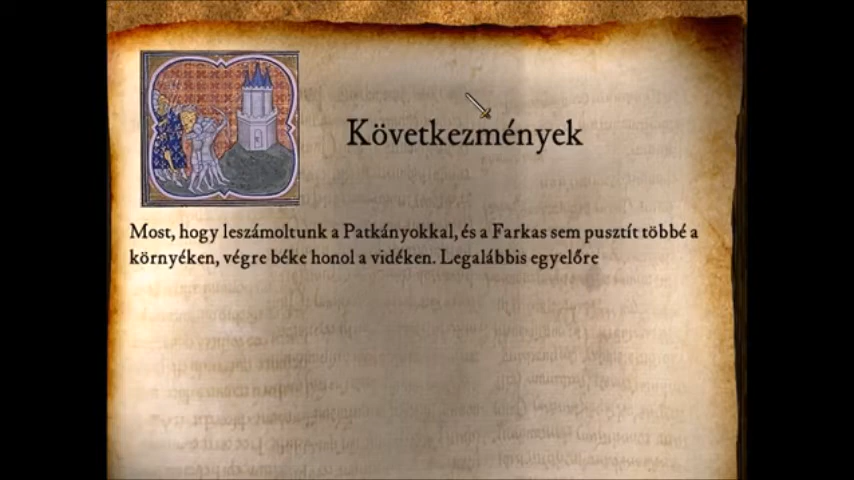 Következmények
Most, hogy leszámoltunk a Patkányokkal, és a Farkas sem pusztít többé a
környéken, végre béke honol a vidéken. Legalábbis egyelőre